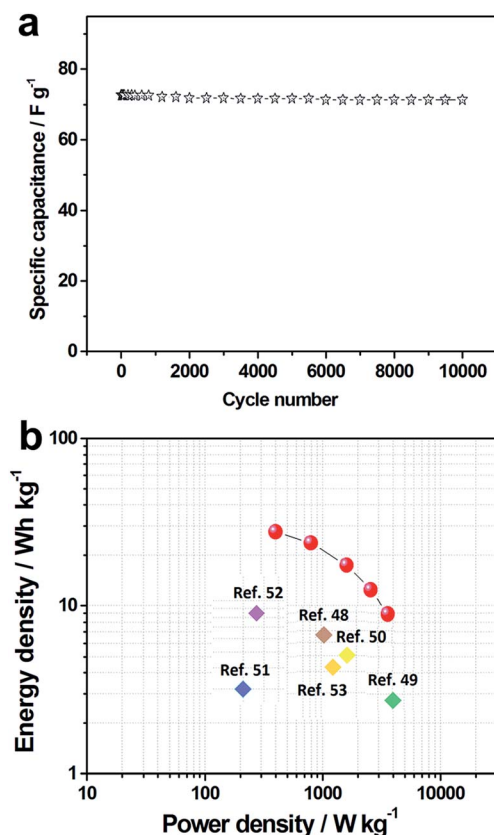 a
Specific capacitance / F g-1
80
60
40
20
0
0 2000 4000 6000 8000 10000
Cycle number
b
Energy density / Wh kg-1
100
10
1
Ref. 52
Ref. 48
Ref. 50
Ref. 51
Ref. 53
Ref. 49
10 100 1000 10000
Power density / W kg-1